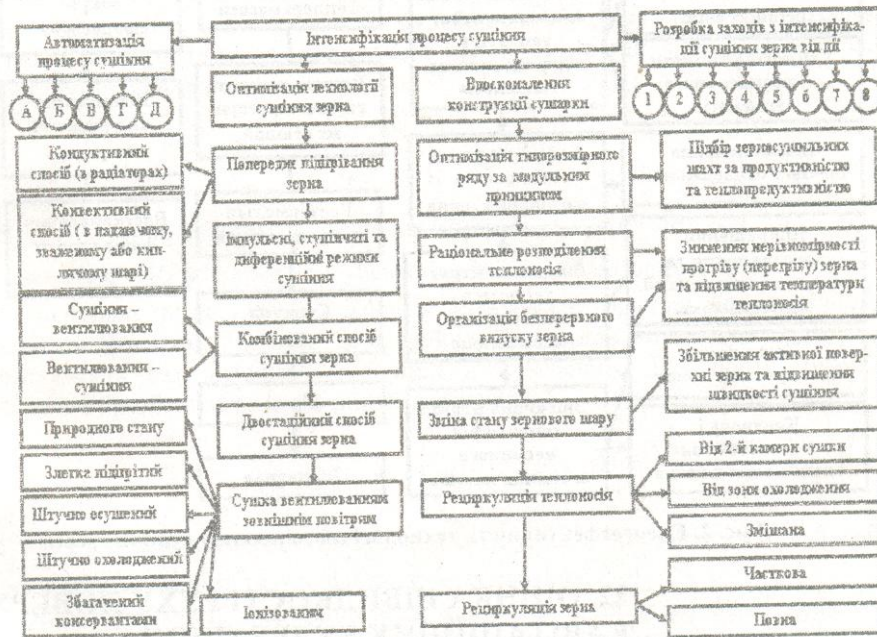 Автоматизація
процесу сушіння
Інтенсифікація процесу сушіння
Розробка заходів з інтенсифіка-
ції сушіння зерна від дії
А Б В Г Д
1 2 3 4 5 6 7 8
Оптимізація технології
сушіння зерна
Вдосконалення
конструкції сушарки
Кондуктивний
спосіб (в радіаторах)
Конвективний
спосіб ( в падаючому,
зваженому або кип-
лячому шарі)
Сушіння –
вентилювання
Вентилювання –
сушіння
Природного стану
Злегка підігрітий
Штучно осушений
Штучно охолоджений
Збагачений
консервантами
Попереднє підігрівання
зерна
Імпульсні, ступінчаті та
диференційні режими
сушіння
Комбінований спосіб
сушіння зерна
Двостадійний спосіб
сушіння зерна
Сушка вентилюванням
зовнішнім повітрям
Іонізованим
Оптимізація типорозмірного
ряду за модульним
принципом
Раціональне розподілення
теплоносія
Організація безперервного
випуску зерна
Зміна стану зернового шару
Рециркуляція теплоносія
Рециркуляція зерна
Підбір зерносушильних
шахт за продуктивністю
та теплопродуктивністю
Зниження нерівномірності
прогріву (перегріву) зерна
та підвищення температури
теплоносія
Збільшення активної повер-
хні зерна та підвищення
швидкості сушіння
Від 2-й камери сушки
Від зони охолодження
Змішана
Часткова
Повна